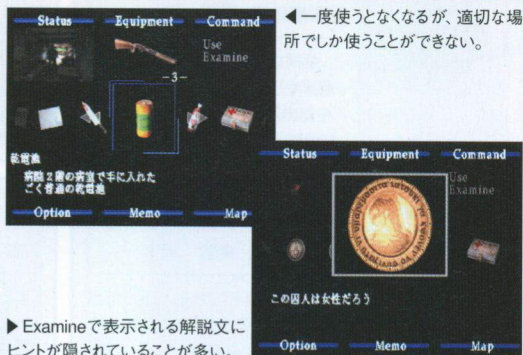 Status Equipment Command
Use
Examine
-3-
乾電池
病院2階の病室で手に入れた
ごく普通の乾電池
Option Memo Map
◀一度使うとなくなるが、適切な場
所でしか使うことができない。
Status Equipment Command
Use
Examine
この囚人は女性だろう
Option Memo Map
▶Examineで表示される解説文に
ヒントが隠されていることが多い。